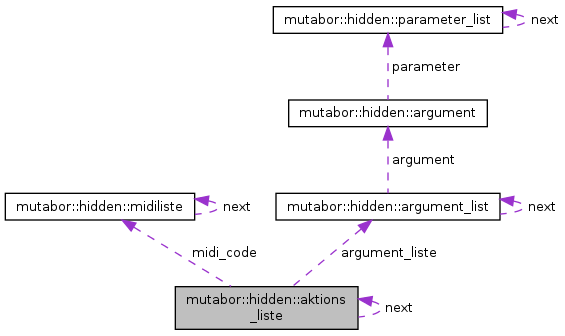 mutabor::hidden::parameter_list
next
parameter
mutabor::hidden::argument
argument
mutabor::hidden::midiliste
next
mutabor::hidden::argument_list
next
midi_code
argument_liste
mutabor::hidden::aktions
_liste
next